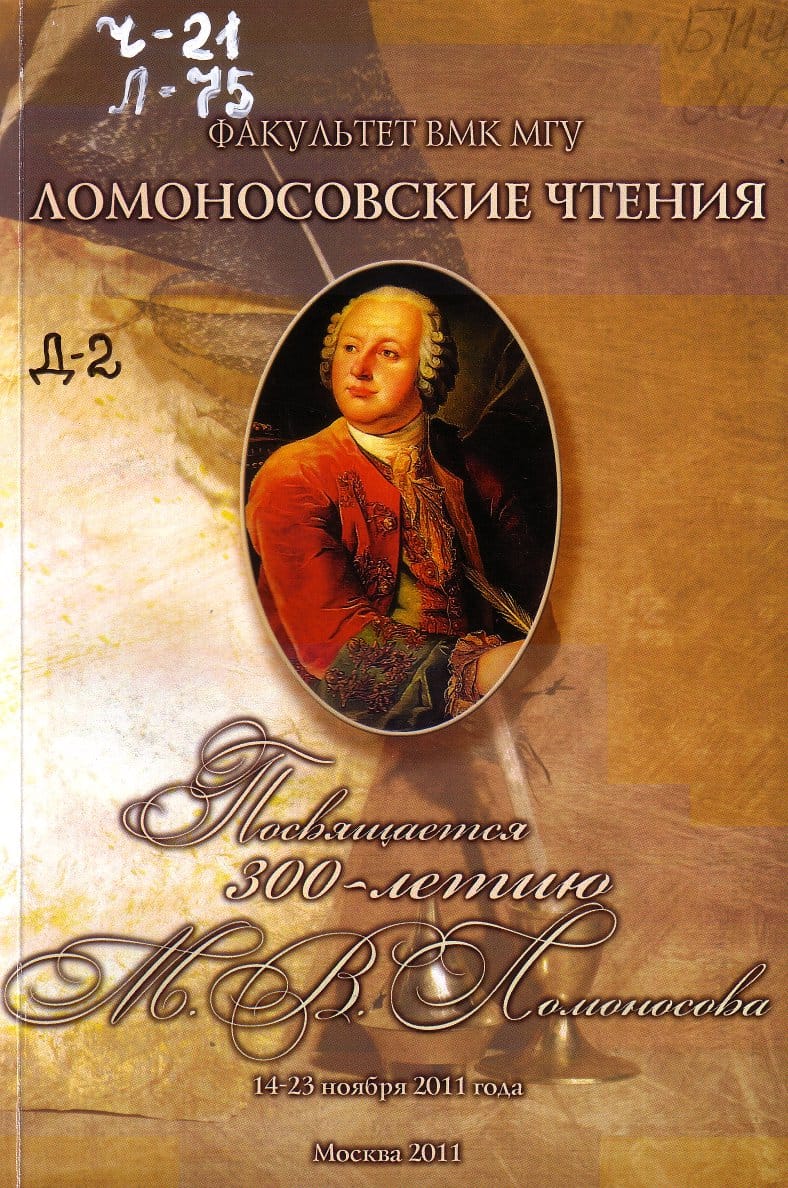 Ч-21
Л-75
ФАКУЛЬТЕТ ВМК МГУ
ЛОМОНОСОВСКИЕ ЧТЕНИЯ
Д-2
Посвящается
300-летию
М. В. Ломоносова
14-23 ноября 2011 года
Москва 2011